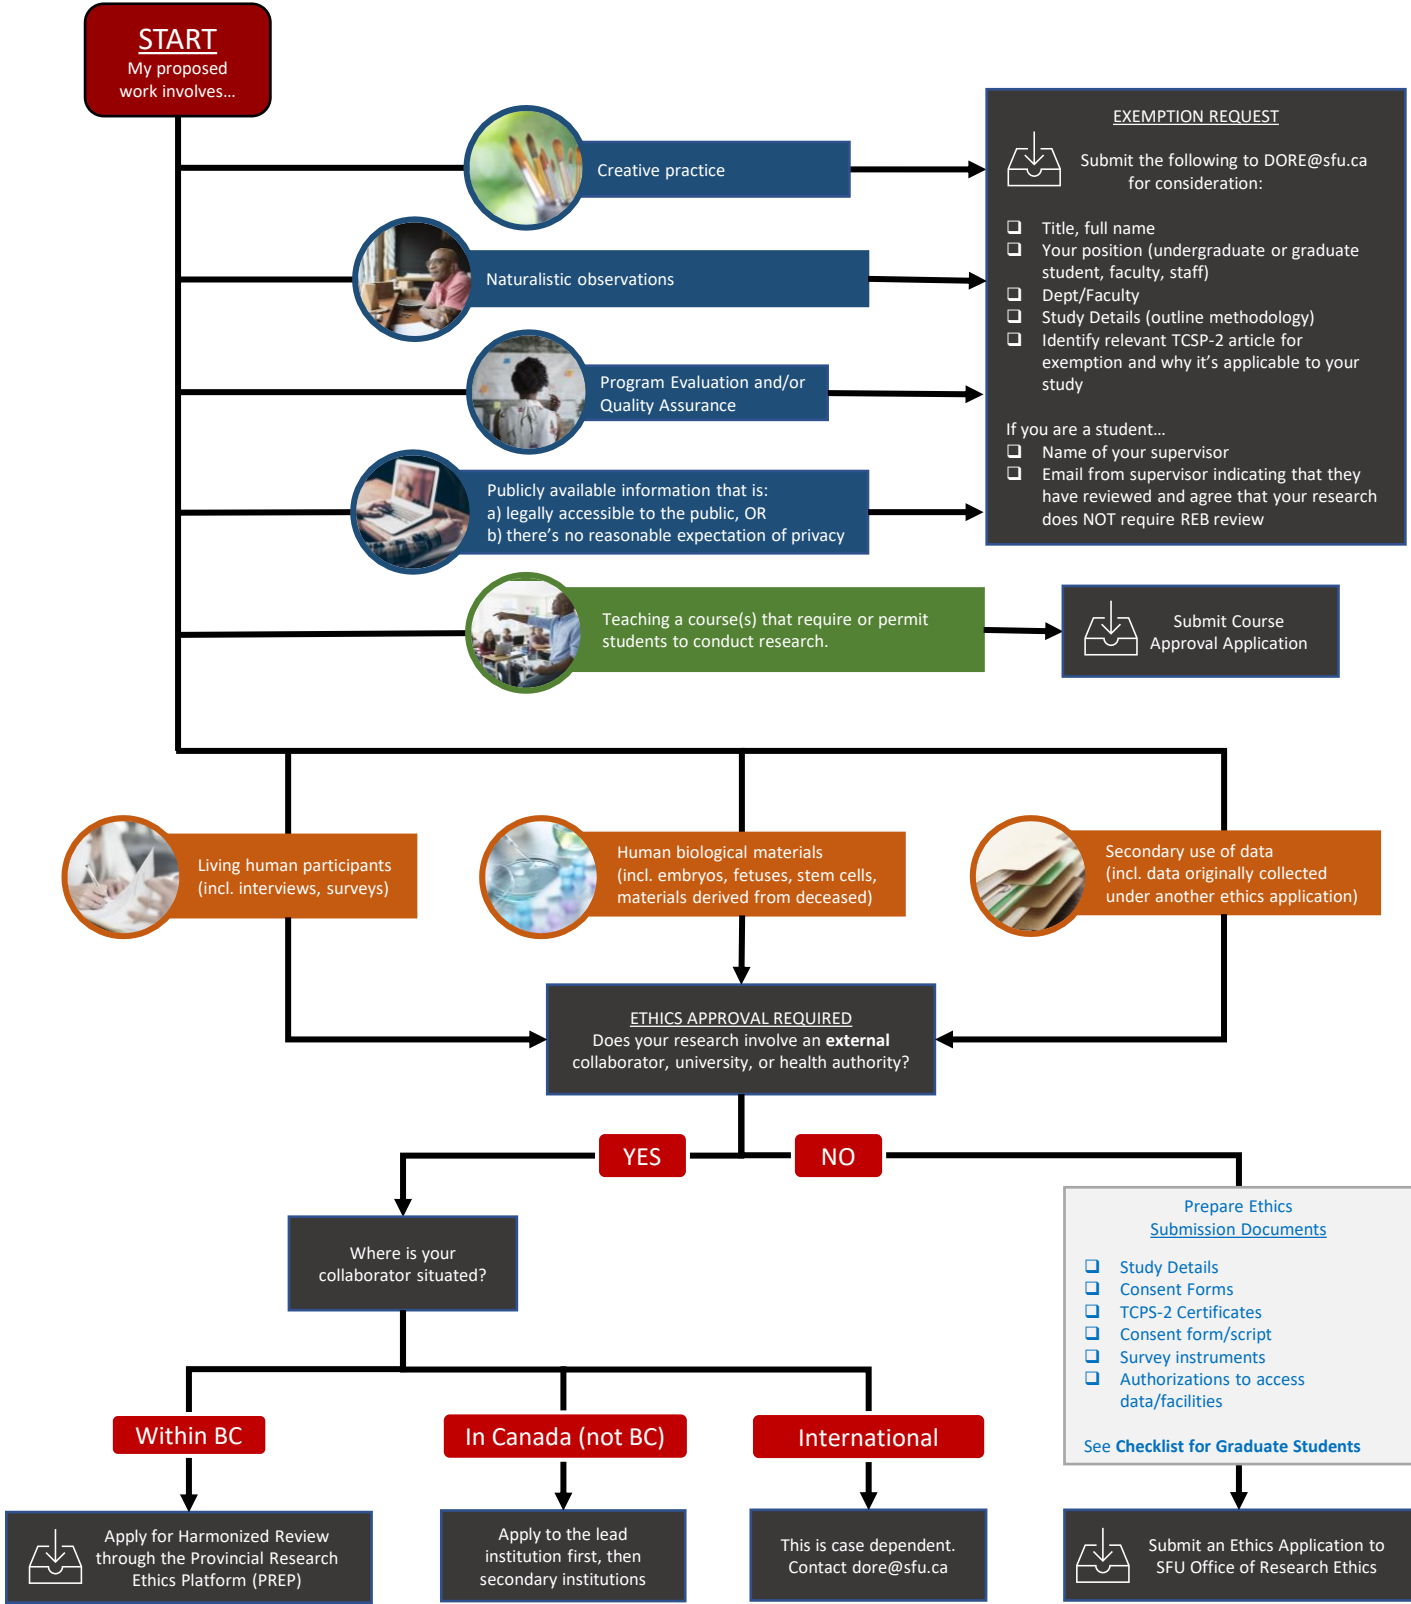 START
My proposed
work involves...
Creative practice
Naturalistic observations
Program Evaluation and/or
Quality Assurance
Publicly available information that is:
a) legally accessible to the public, OR
b) there's no reasonable expectation of privacy
Teaching a course(s) that require or permit
students to conduct research.
EXEMPTION REQUEST
Submit the following to DORE@sfu.ca
for consideration:
❑ Title, full name
❑ Your position (undergraduate or graduate
student, faculty, staff)
❑ Dept/Faculty
❑ Study Details (outline methodology)
❑ Identify relevant TCSP-2 article for
exemption and why it's applicable to your
study
If you are a student...
❑ Name of your supervisor
❑ Email from supervisor indicating that they
have reviewed and agree that your research
does NOT require REB review
Submit Course
Approval Application
Living human participants
(incl. interviews, surveys)
Human biological materials
(incl. embryos, fetuses, stem cells,
materials derived from deceased)
Secondary use of data
(incl. data originally collected
under another ethics application)
ETHICS APPROVAL REQUIRED
Does your research involve an external
collaborator, university, or health authority?
YES
NO
Where is your
collaborator situated?
Prepare Ethics
Submission Documents
❑ Study Details
❑ Consent Forms
❑ TCPS-2 Certificates
❑ Consent form/script
❑ Survey instruments
❑ Authorizations to access
data/facilities
See Checklist for Graduate Students
Within BC
In Canada (not BC)
International
Apply for Harmonized Review
through the Provincial Research
Ethics Platform (PREP)
Apply to the lead
institution first, then
secondary institutions
This is case dependent.
Contact dore@sfu.ca
Submit an Ethics Application to
SFU Office of Research Ethics